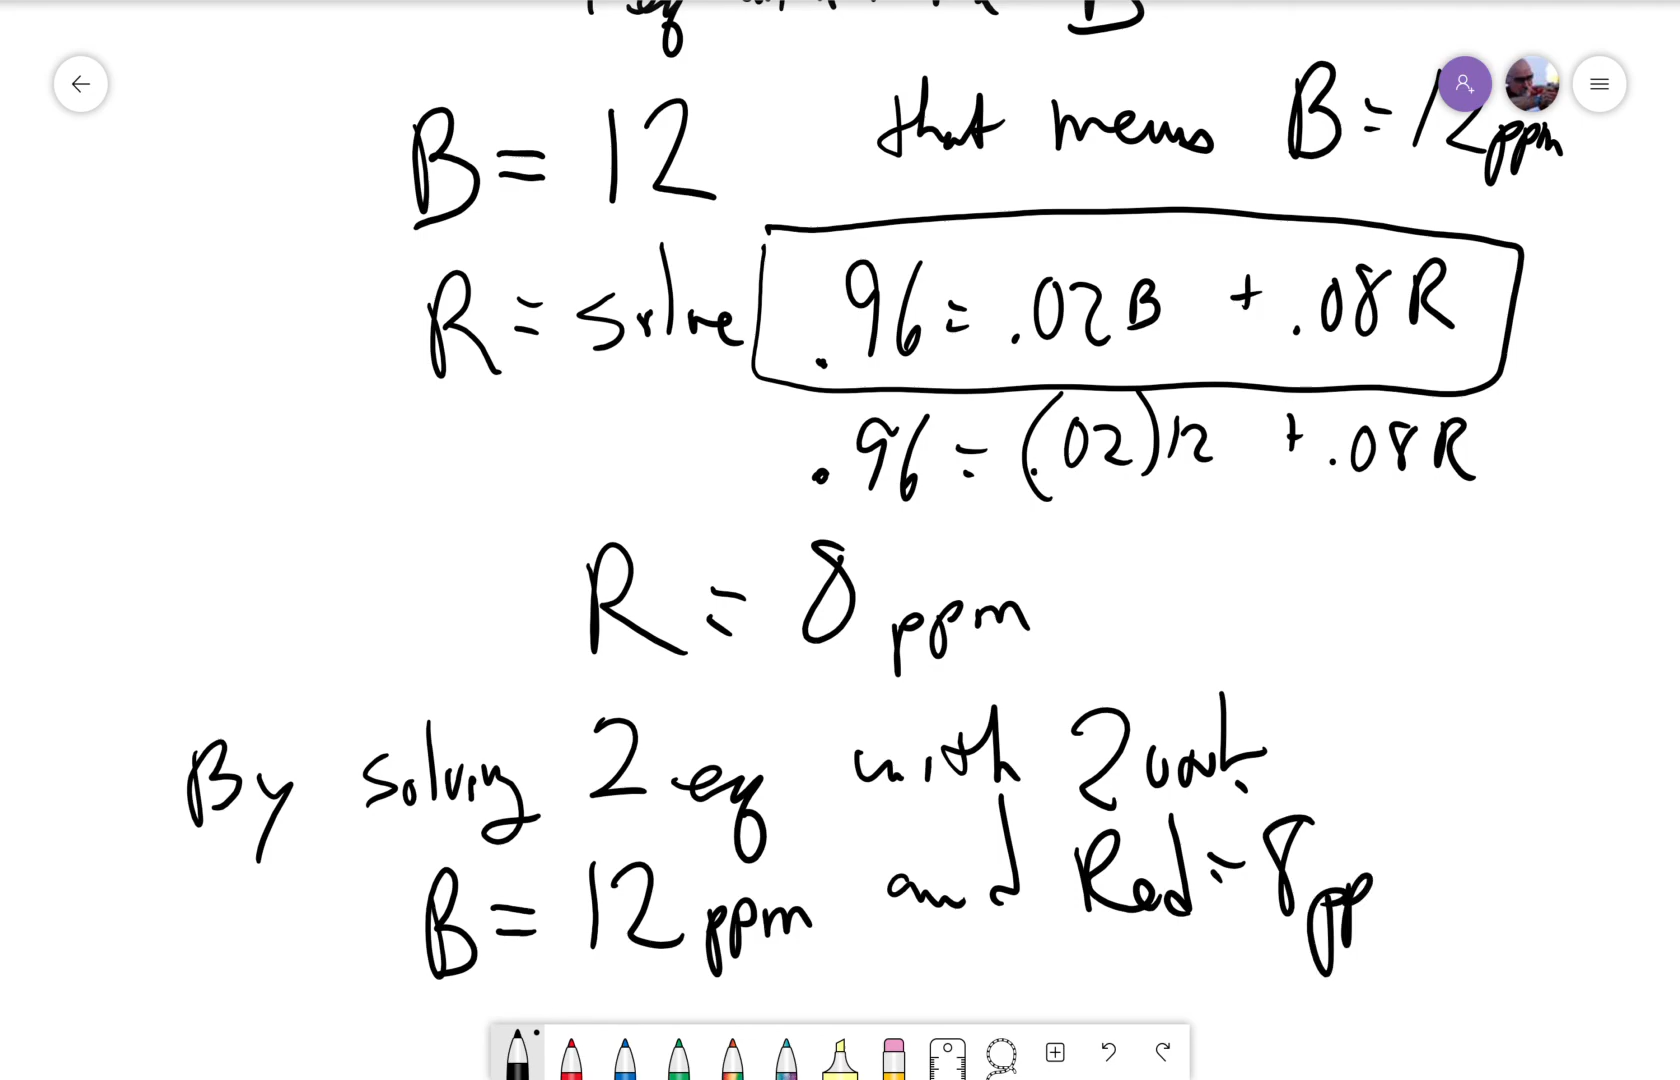 B = 12
that means B = 12 ppm
R = solve .96 = .02B + .08R
.96 = (.02)12 + .08R
R = 8 ppm
By solving 2 eq with 2
B = 12 ppm and Red = 8 pp